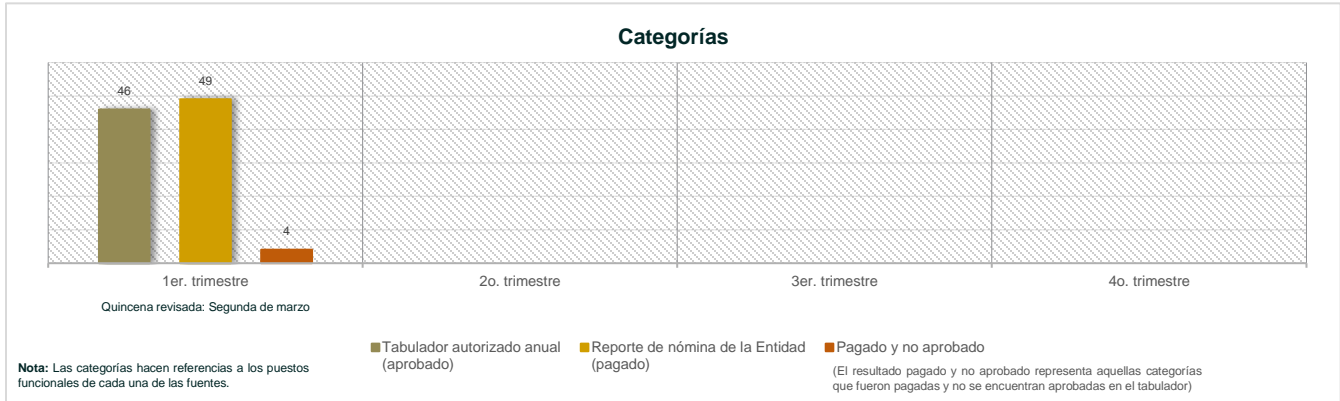 Categorías
46
49
4
1er. trimestre
2o. trimestre
3er. trimestre
4o. trimestre
Quincena revisada: Segunda de marzo
Tabulador autorizado anual
(aprobado)
Reporte de nómina de la Entidad
(pagado)
Pagado y no aprobado
(El resultado pagado y no aprobado representa aquellas categorías
que fueron pagadas y no se encuentran aprobadas en el tabulador)
Nota: Las categorías hacen referencias a los puestos
funcionales de cada una de las fuentes.